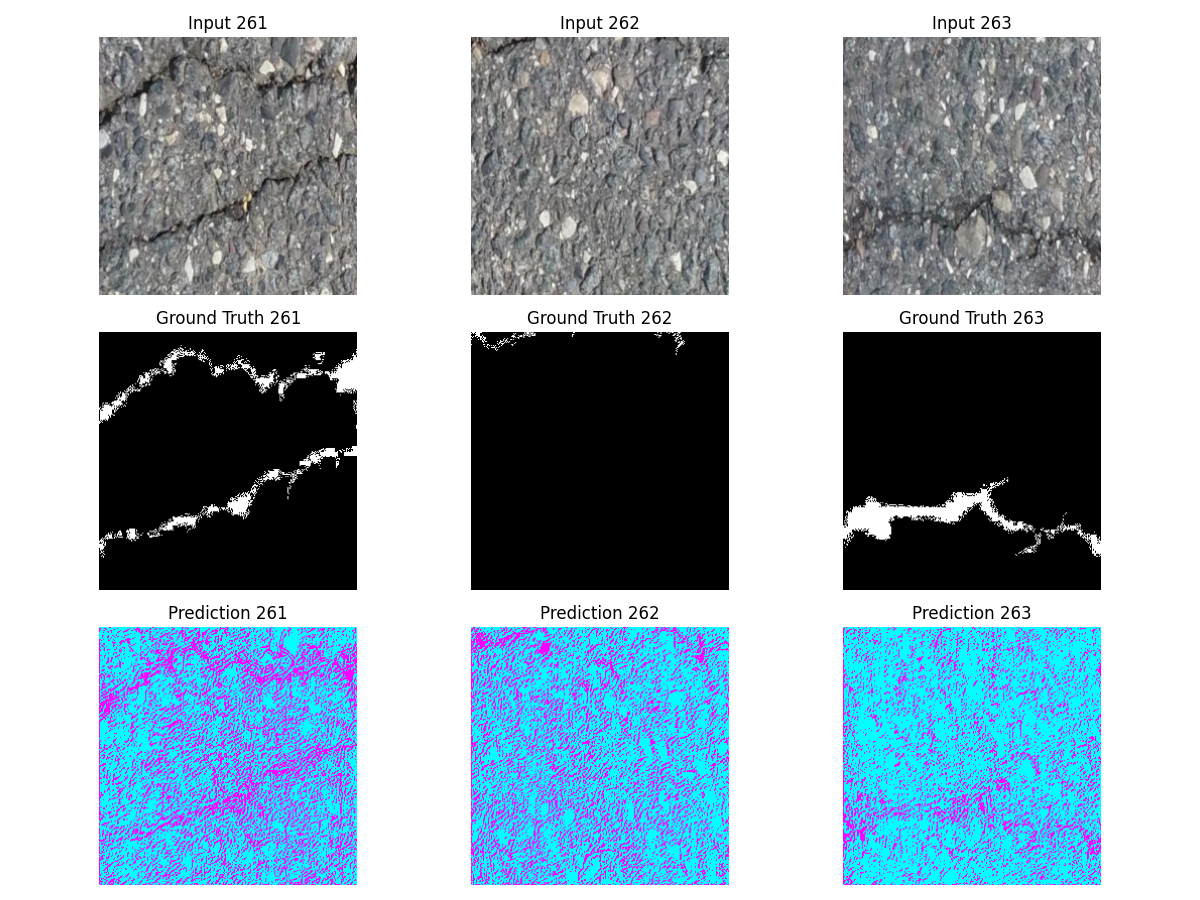 Input 261
Input 262
Input 263
Ground Truth 261
Ground Truth 262
Ground Truth 263
Prediction 261
Prediction 262
Prediction 263